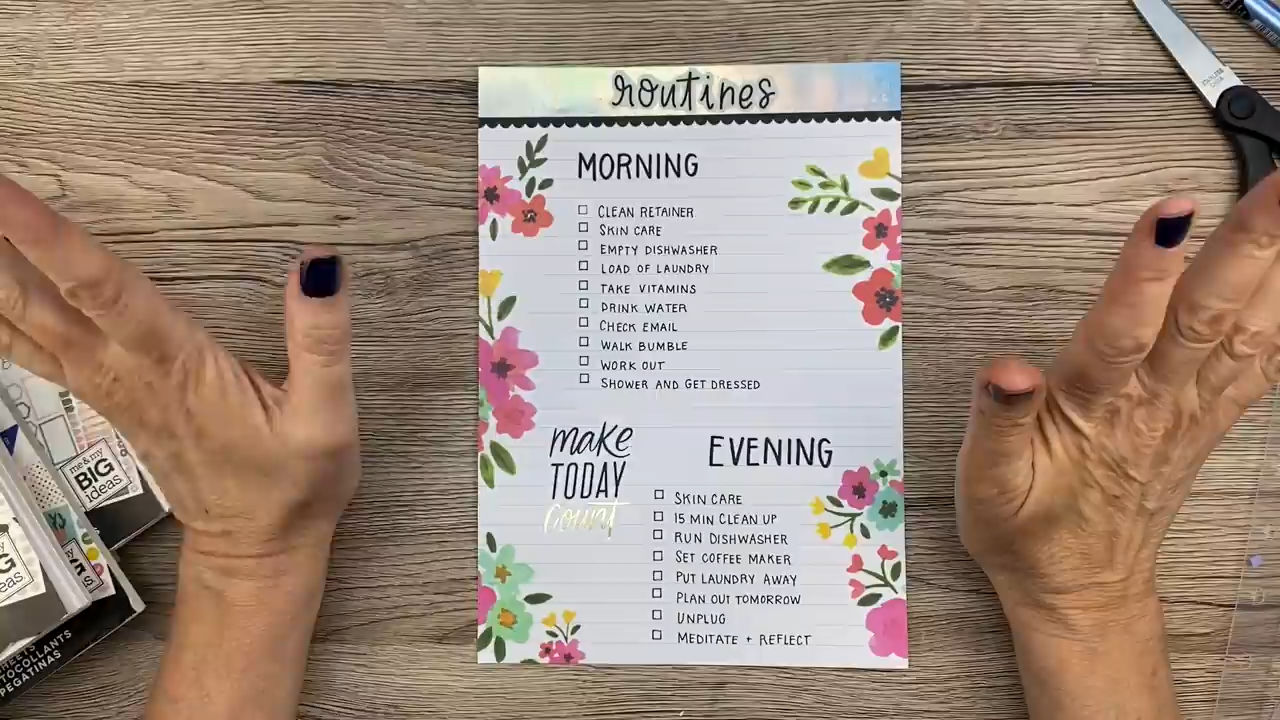 routines
MORNING
CLEAN RETAINER
SKIN CARE
EMPTY DISHWASHER
LOAD OF LAUNDRY
TAKE VITAMINS
DRINK WATER
CHECK EMAIL
WALK BUMBLE
WORK OUT
SHOWER AND GET DRESSED
make
TODAY
count
EVENING
SKIN CARE
15 MIN CLEAN UP
RUN DISHWASHER
SET COFFEE MAKER
PUT LAUNDRY AWAY
PLAN OUT TOMORROW
UNPLUG
MEDITATE + REFLECT
me & my
BIG
ideas